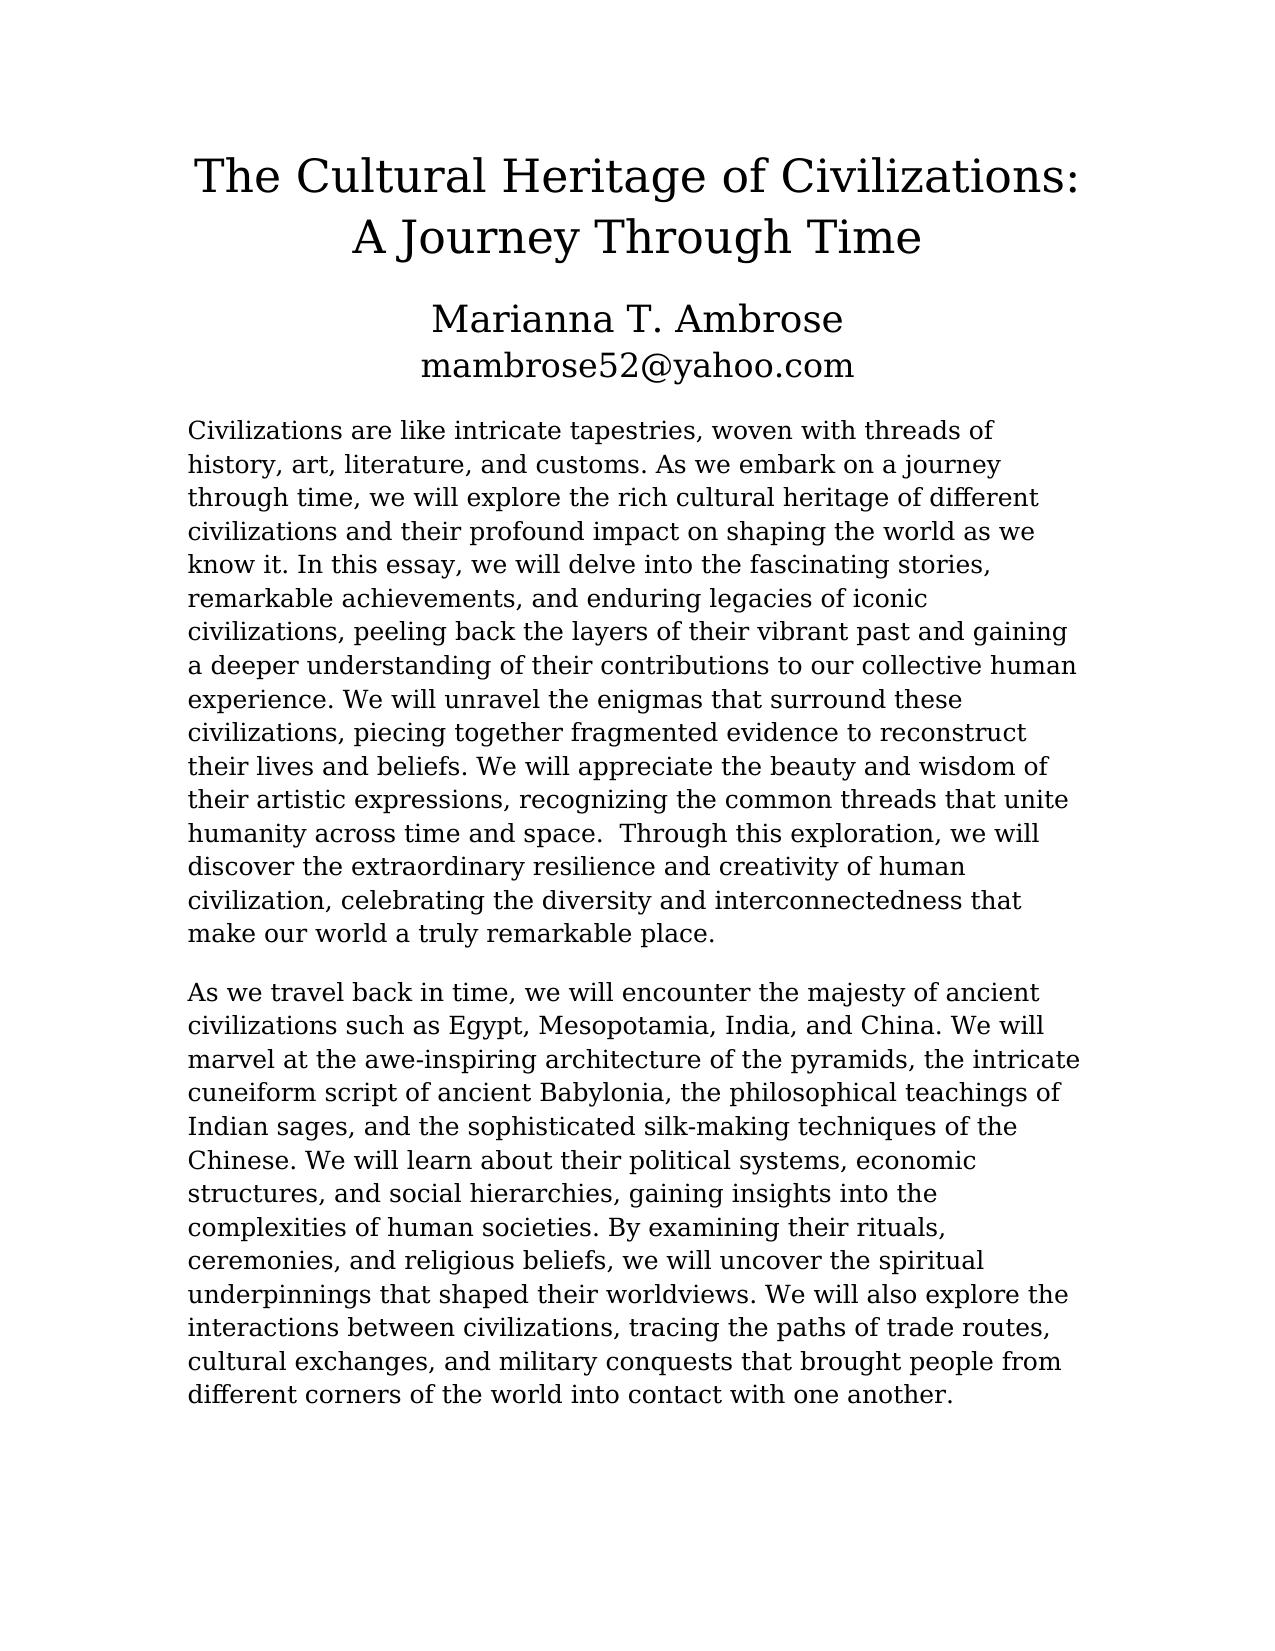 The Cultural Heritage of Civilizations:
A Journey Through Time
Marianna T. Ambrose
mambrose52@yahoo.com
Civilizations are like intricate tapestries, woven with threads of
history, art, literature, and customs. As we embark on a journey
through time, we will explore the rich cultural heritage of different
civilizations and their profound impact on shaping the world as we
know it. In this essay, we will delve into the fascinating stories,
remarkable achievements, and enduring legacies of iconic
civilizations, peeling back the layers of their vibrant past and gaining
a deeper understanding of their contributions to our collective human
experience. We will unravel the enigmas that surround these
civilizations, piecing together fragmented evidence to reconstruct
their lives and beliefs. We will appreciate the beauty and wisdom of
their artistic expressions, recognizing the common threads that unite
humanity across time and space.  Through this exploration, we will
discover the extraordinary resilience and creativity of human
civilization, celebrating the diversity and interconnectedness that
make our world a truly remarkable place.
As we travel back in time, we will encounter the majesty of ancient
civilizations such as Egypt, Mesopotamia, India, and China. We will
marvel at the awe-inspiring architecture of the pyramids, the intricate
cuneiform script of ancient Babylonia, the philosophical teachings of
Indian sages, and the sophisticated silk-making techniques of the
Chinese. We will learn about their political systems, economic
structures, and social hierarchies, gaining insights into the
complexities of human societies. By examining their rituals,
ceremonies, and religious beliefs, we will uncover the spiritual
underpinnings that shaped their worldviews. We will also explore the
interactions between civilizations, tracing the paths of trade routes,
cultural exchanges, and military conquests that brought people from
different corners of the world into contact with one another.